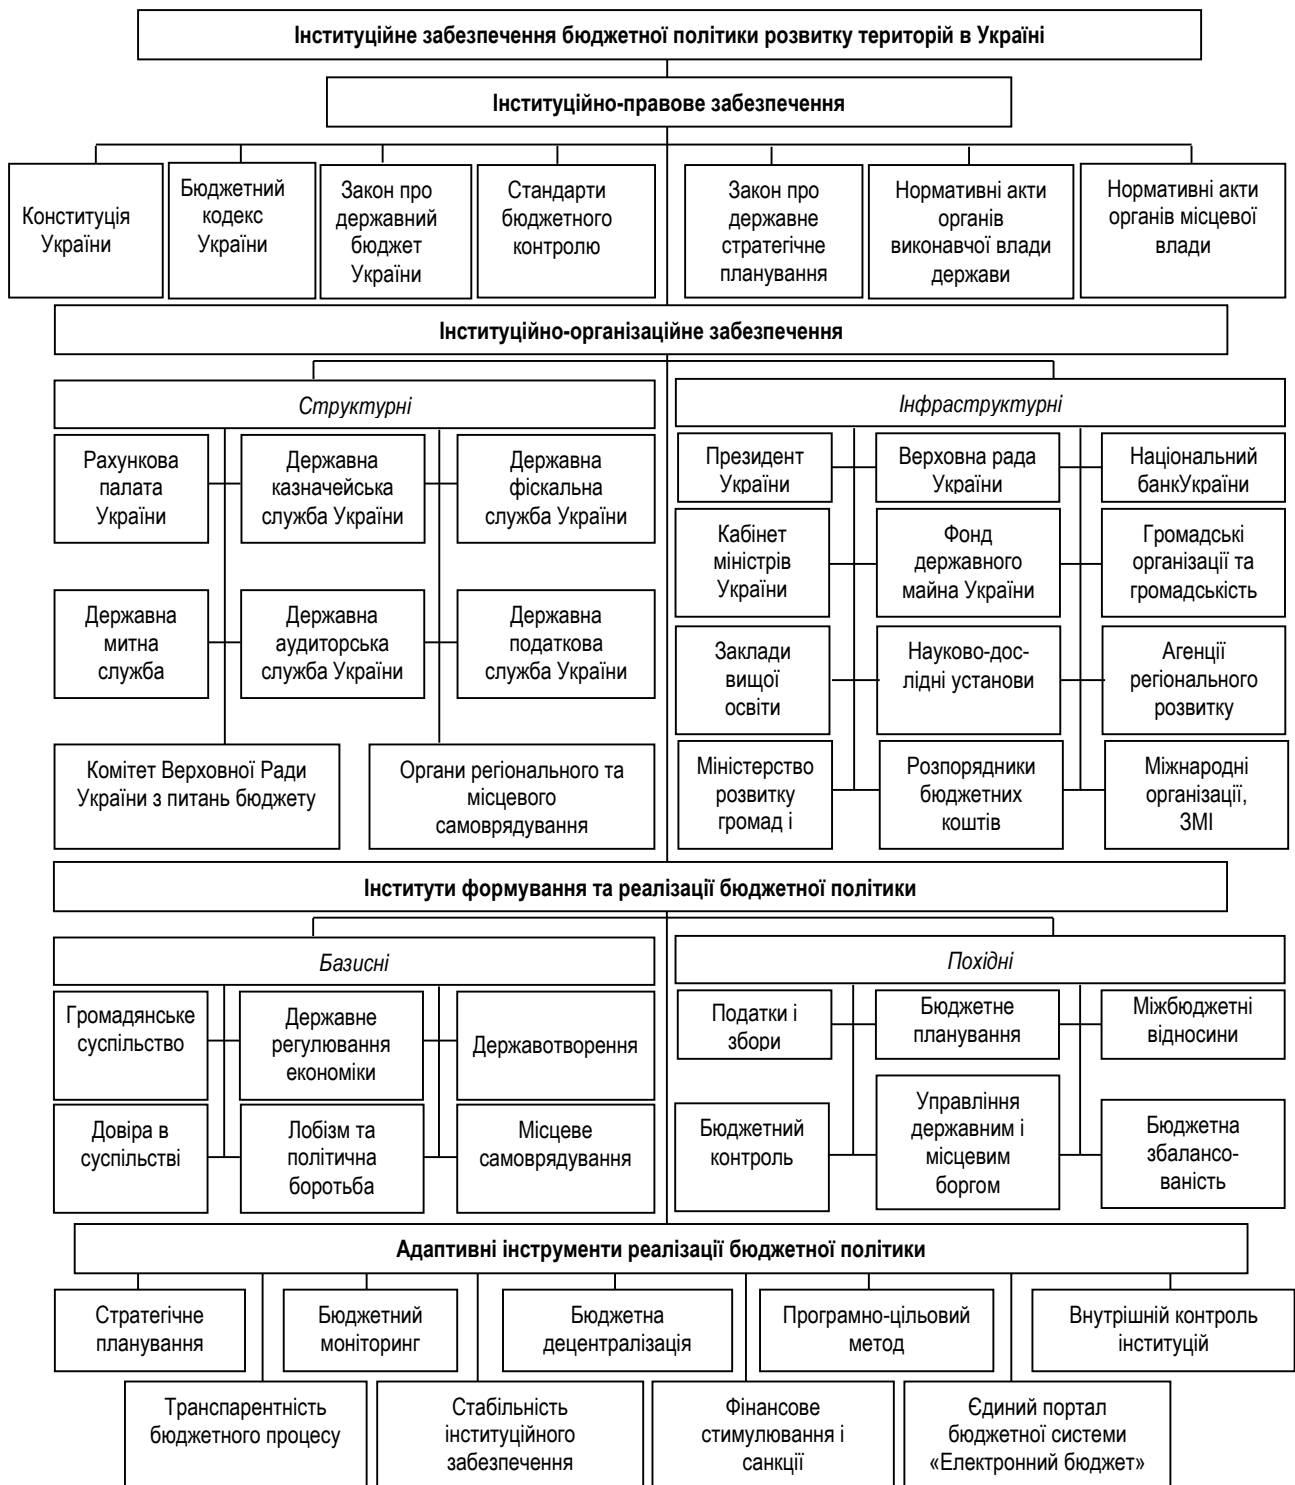 Інституційне забезпечення бюджетної політики розвитку територій в Україні
Інституційно-правове забезпечення
Конституція
України
Бюджетний
кодекс
України
Закон про
державний
бюджет
України
Стандарти
бюджетного
контролю
Закон про
державне
стратегічне
планування
Нормативні акти
органів
виконавчої влади
держави
Нормативні акти
органів місцевої
влади
Інституційно-організаційне забезпечення
Структурні
Рахункова
палата
України
Державна
казначейська
служба України
Державна
фіскальна
служба України
Державна
митна
служба
Державна
аудиторська
служба України
Державна
податкова
служба України
Комітет Верховної Ради
України з питань бюджету
Органи регіонального та
місцевого
самоврядування
Інфраструктурні
Президент
України
Верховна рада
України
Національний
банкУкраїни
Кабінет
міністрів
України
Фонд
державного
майна України
Громадські
організації та
громадськість
Заклади
вищої
освіти
Науково-дос-
лідні установи
Агенції
регіонального
розвитку
Міністерство
розвитку
громад і
Розпорядники
бюджетних
коштів
Міжнародні
організації,
ЗМІ
Інститути формування та реалізації бюджетної політики
Базисні
Громадянське
суспільство
Державне
регулювання
економіки
Державотворення
Довіра в
суспільстві
Лобізм та
політична
боротьба
Місцеве
самоврядування
Похідні
Податки і
збори
Бюджетне
планування
Міжбюджетні
відносини
Бюджетний
контроль
Управління
державним і
місцевим
боргом
Бюджетна
збалансо-
ваність
Адаптивні інструменти реалізації бюджетної політики
Стратегічне
планування
Бюджетний
моніторинг
Бюджетна
децентралізація
Програмно-цільовий
метод
Внутрішній контроль
інституцій
Транспарентність
бюджетного процесу
Стабільність
інституційного
забезпечення
Фінансове
стимулювання і
санкції
Єдиний портал
бюджетної системи
«Електронний бюджет»